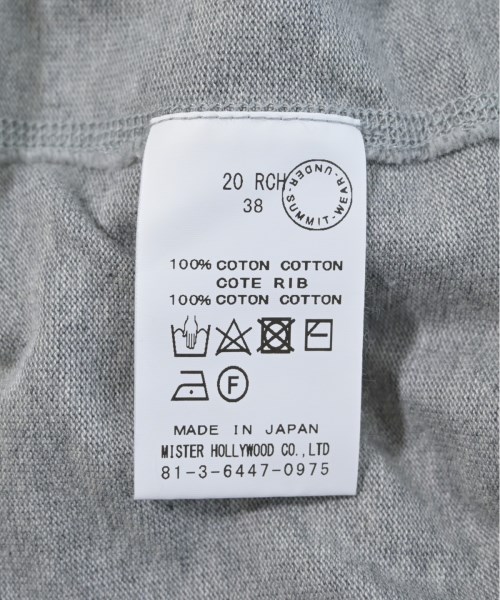 20 RCH
38
UNDER-SUMMIT-WEAR-
100% COTON COTTON
COTE RIB
100% COTON COTTON
F
MADE IN JAPAN
MISTER HOLLYWOOD CO.,LTD
81-3-6447-0975